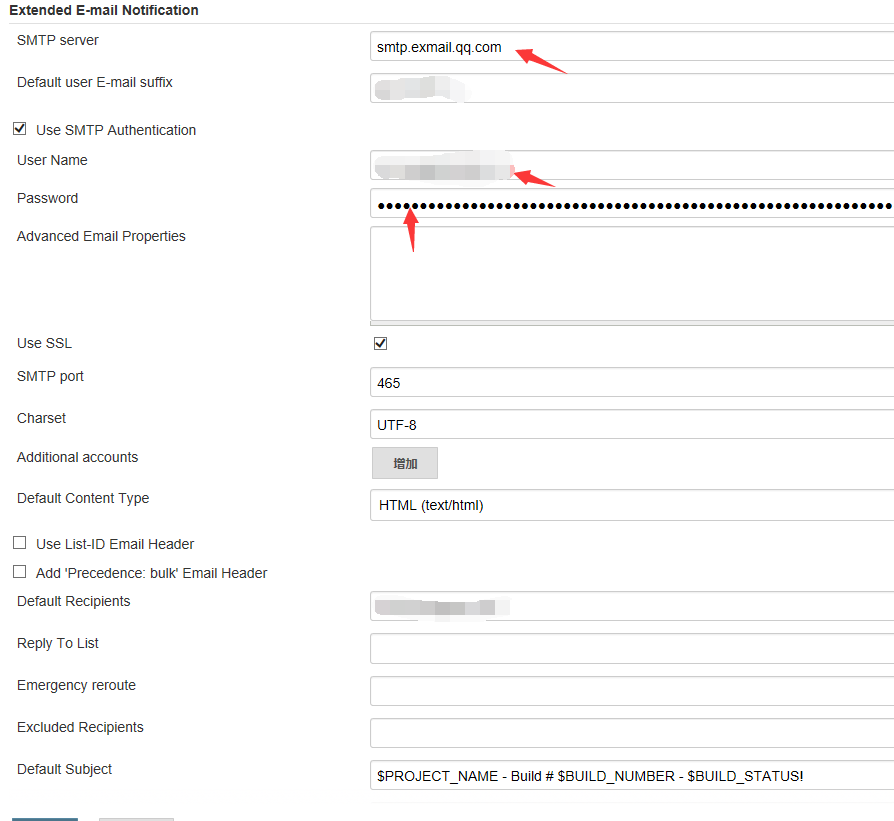 Extended E-mail Notification
SMTP server
smtp.exmail.qq.com
Default user E-mail suffix
Use SMTP Authentication
User Name
Password
Advanced Email Properties
Use SSL
SMTP port
465
Charset
UTF-8
Additional accounts
增加
Default Content Type
HTML (text/html)
Use List-ID Email Header
Add 'Precedence: bulk' Email Header
Default Recipients
Reply To List
Emergency reroute
Excluded Recipients
Default Subject
$PROJECT_NAME - Build # $BUILD_NUMBER - $BUILD_STATUS!